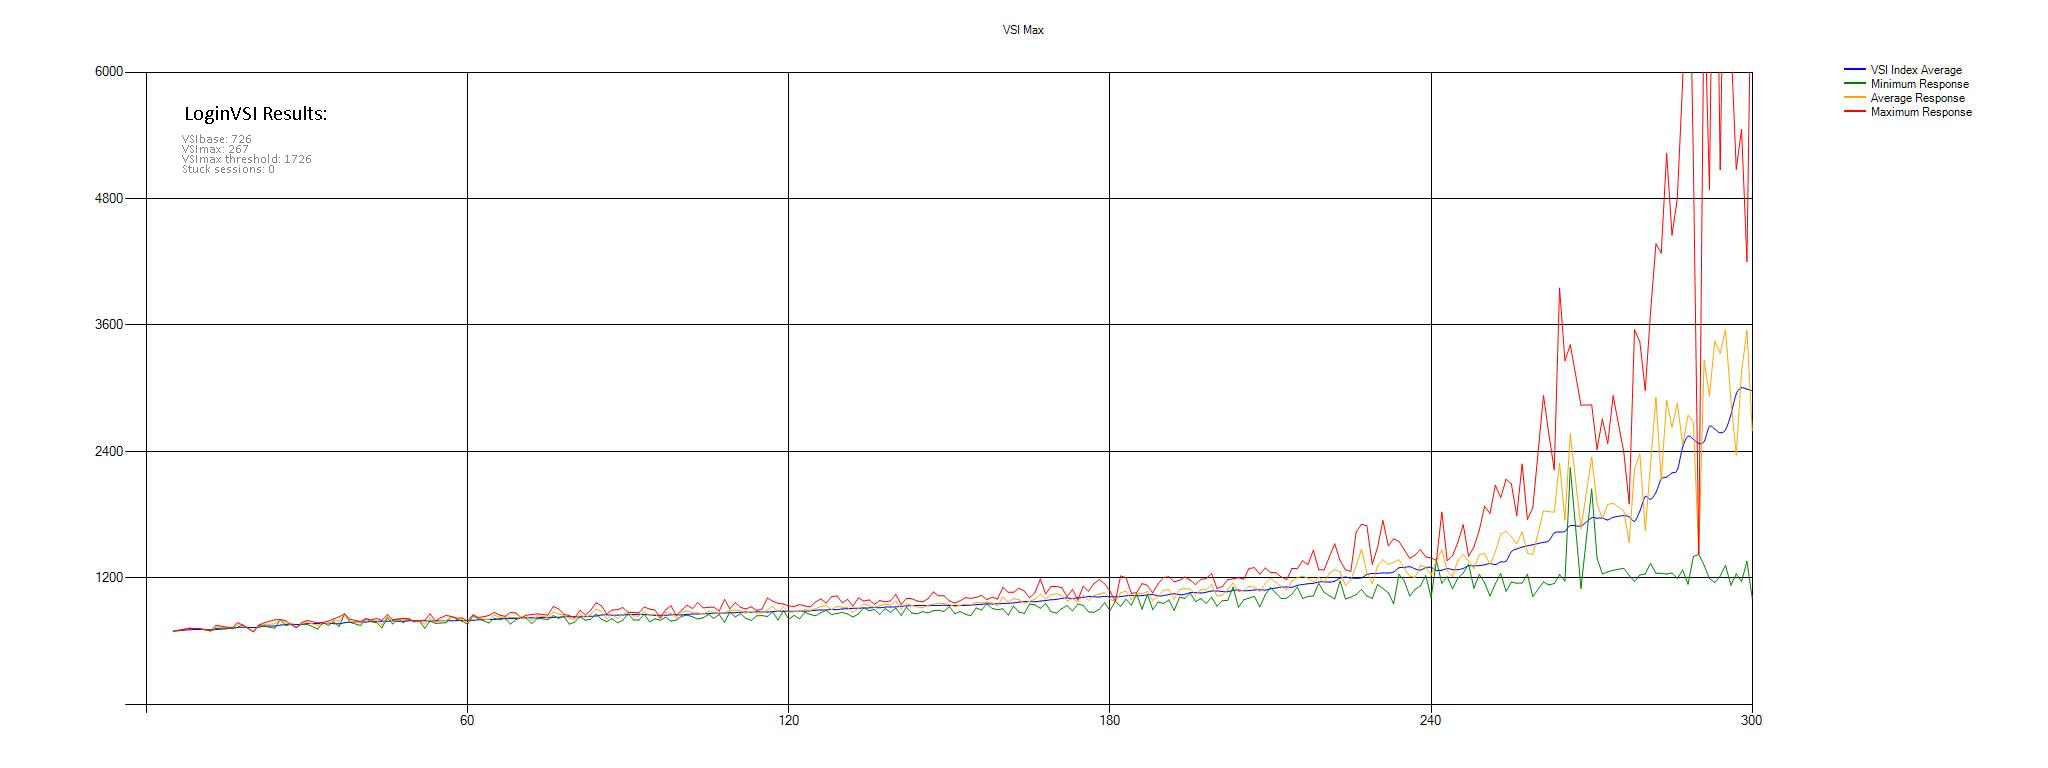 VSI Max
6000
4800
3600
2400
1200
60
120
180
240
300
LoginVSI Results:
VSIbase: 726
VSImax: 267
VSImax threshold: 1726
Stuck sessions: 0
VSI Index Average
Minimum Response
Average Response
Maximum Response